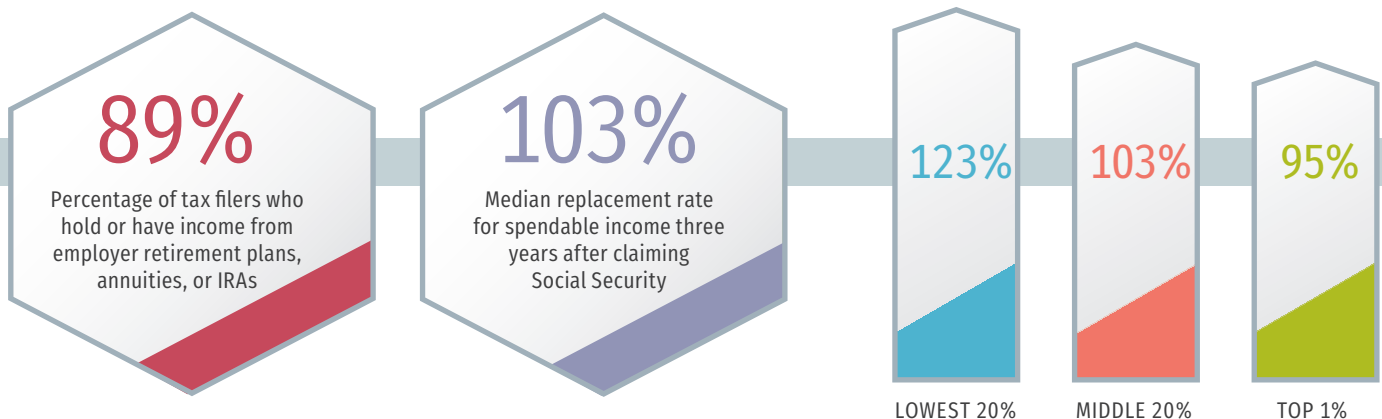 89%
Percentage of tax filers who
hold or have income from
employer retirement plans,
annuities, or IRAs
103%
Median replacement rate
for spendable income three
years after claiming
Social Security
123%
LOWEST 20%
103%
MIDDLE 20%
95%
TOP 1%